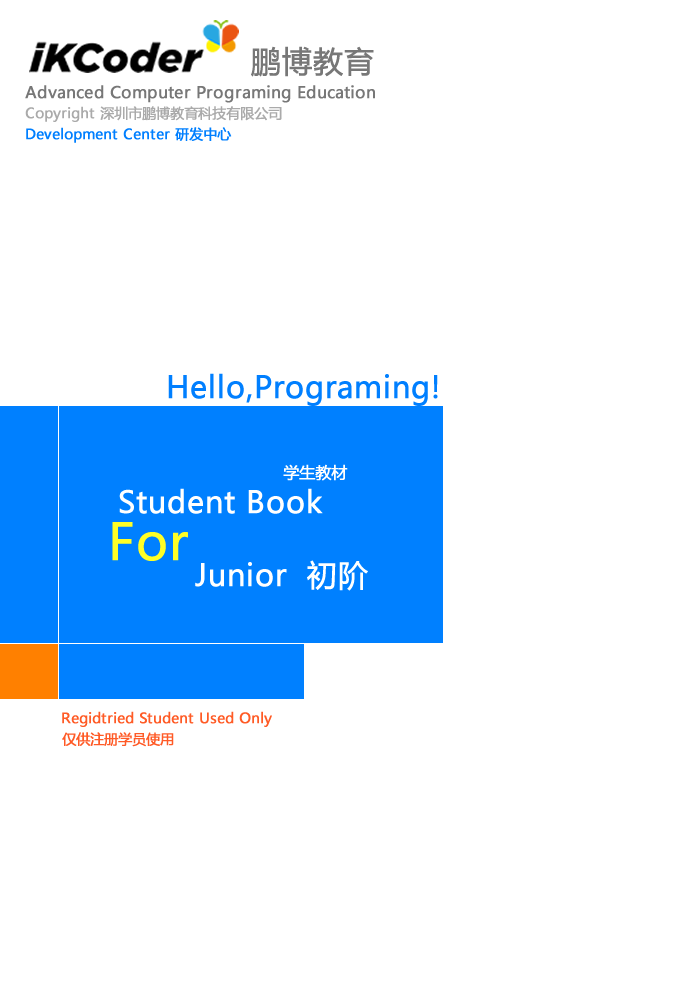 iKCoder 鹏博教育
Advanced Computer Programing Education
Copyright 深圳市鹏博教育科技有限公司
Development Center 研发中心
Hello,Programing!
学生教材
Student Book
For
Junior 初阶
Regidtried Student Used Only
仅供注册学员使用